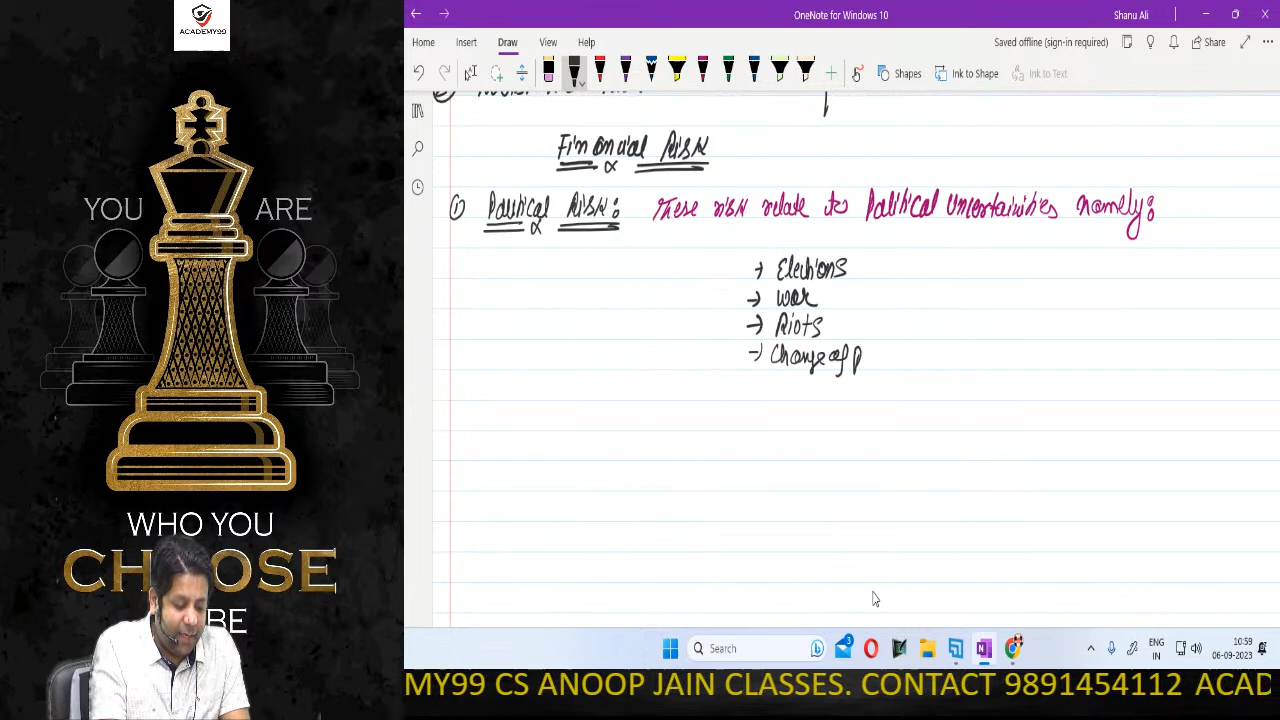 ACADEMY99
YOU ARE
WHO YOU
CHOOSE
BE
OneNote for Windows 10
Shanu Ali
Home Insert Draw View Help
Saved offline (sign-in required)
Share
Shapes
Ink to Shape
Ink to Text
Financial Risk
① Political Risk: These risk relate to Political Uncertainities namely:
→ Elections
→ War
→ Riots
→ Change of P
Search
3
ENG
IN
10:59
06-09-2023
MY99 CS ANOOP JAIN CLASSES. CONTACT 9891454112 ACAD